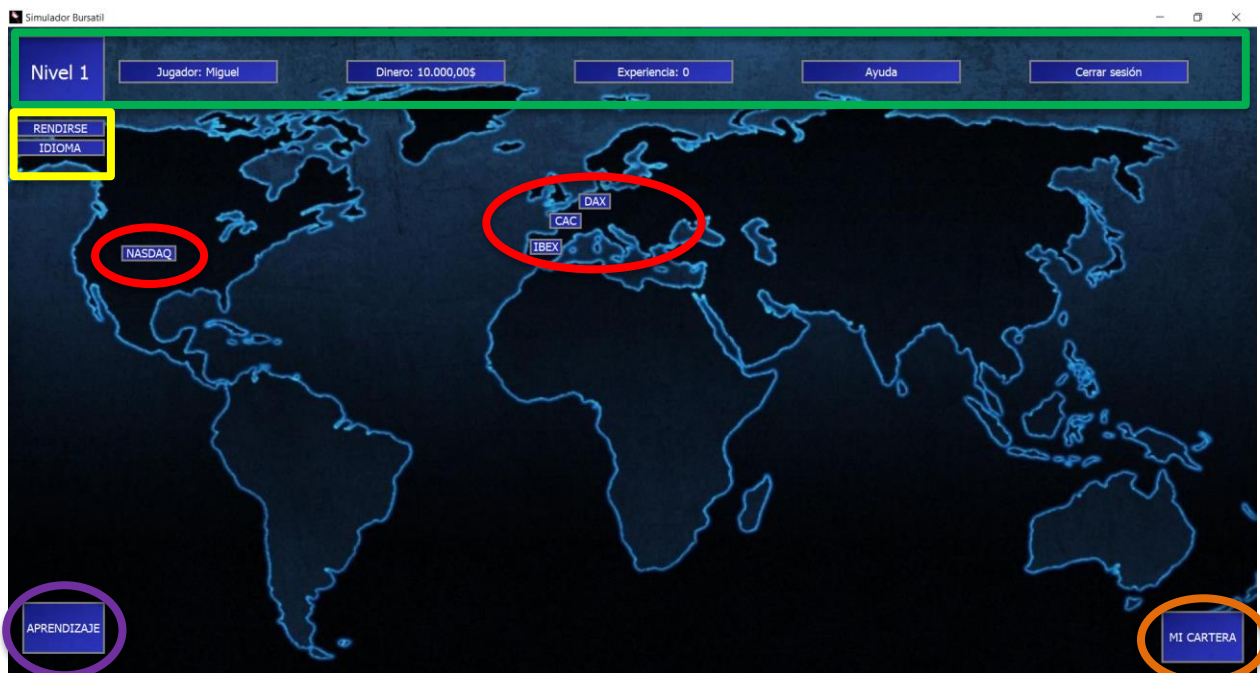 Simulador Bursatil
Nivel 1
Jugador: Miguel
Dinero: 10.000,00$
Experiencia: 0
Ayuda
Cerrar sesión
RENDIRSE
IDIOMA
DAX
CAC
IBEX
NASDAQ
APRENDIZAJE
MI CARTERA